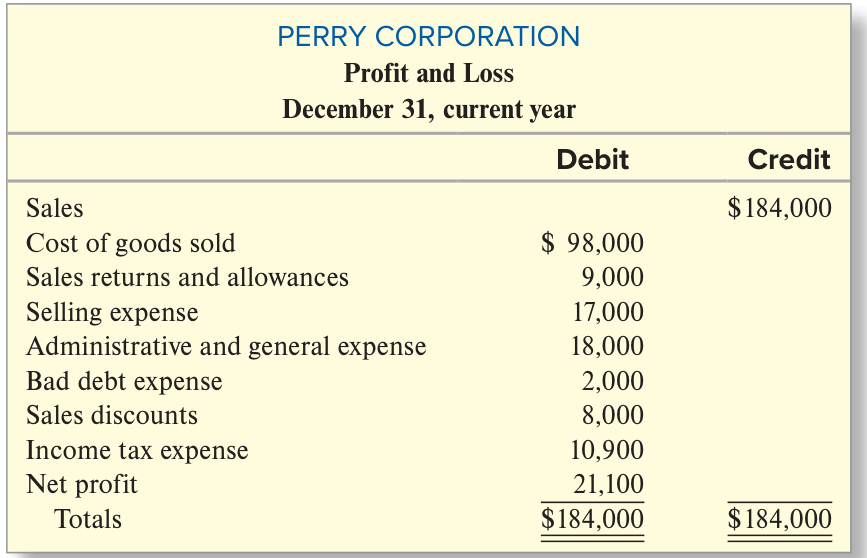 PERRY CORPORATION
Profit and Loss
December 31, current year
Debit Credit
Sales $184,000
Cost of goods sold $ 98,000
Sales returns and allowances 9,000
Selling expense 17,000
Administrative and general expense 18,000
Bad debt expense 2,000
Sales discounts 8,000
Income tax expense 10,900
Net profit 21,100
Totals $184,000 $184,000